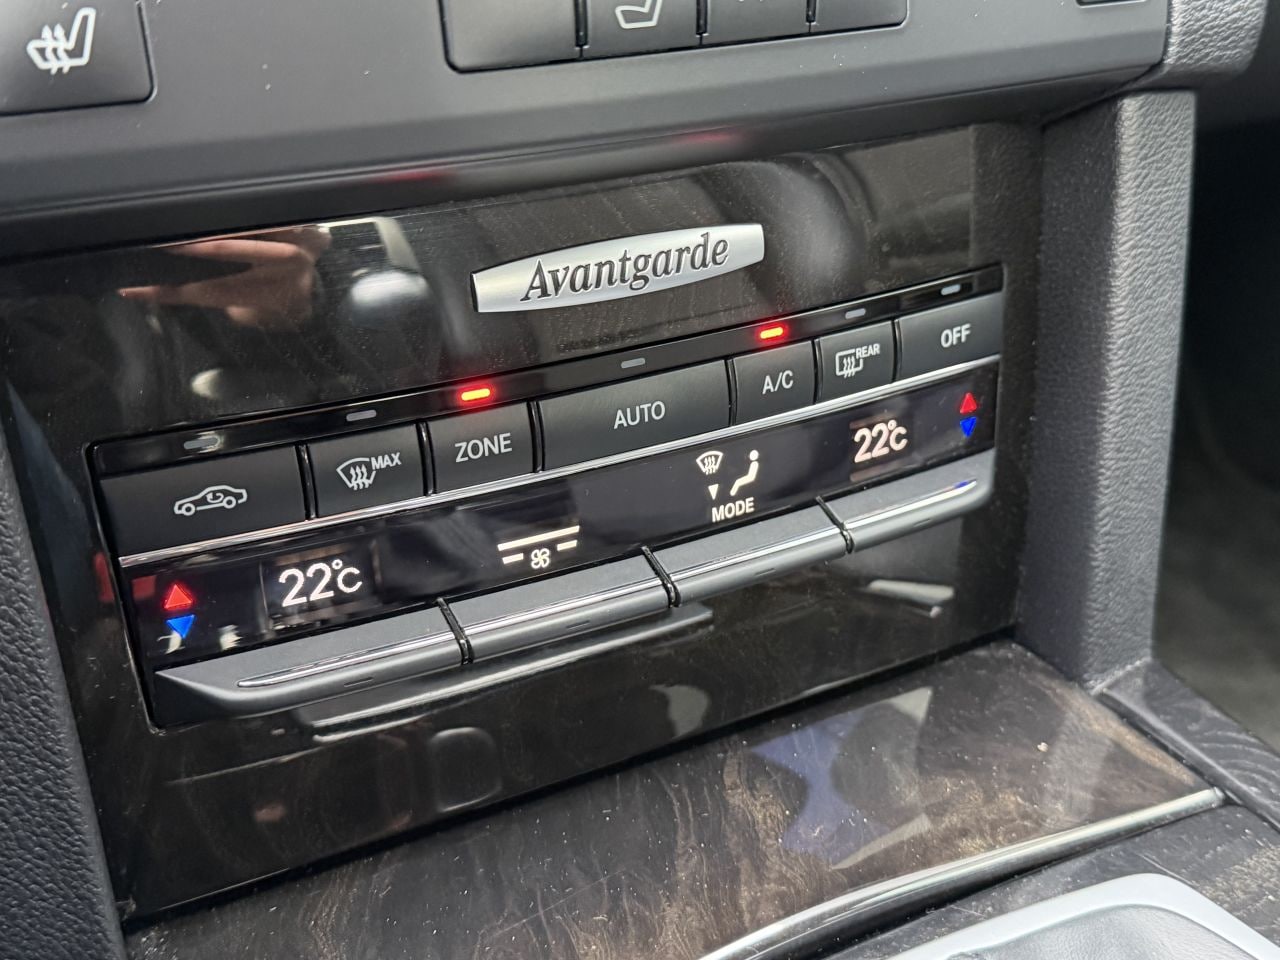 Avantgarde
MAX
ZONE
AUTO
A/C
REAR
OFF
22°C
MODE
22°C